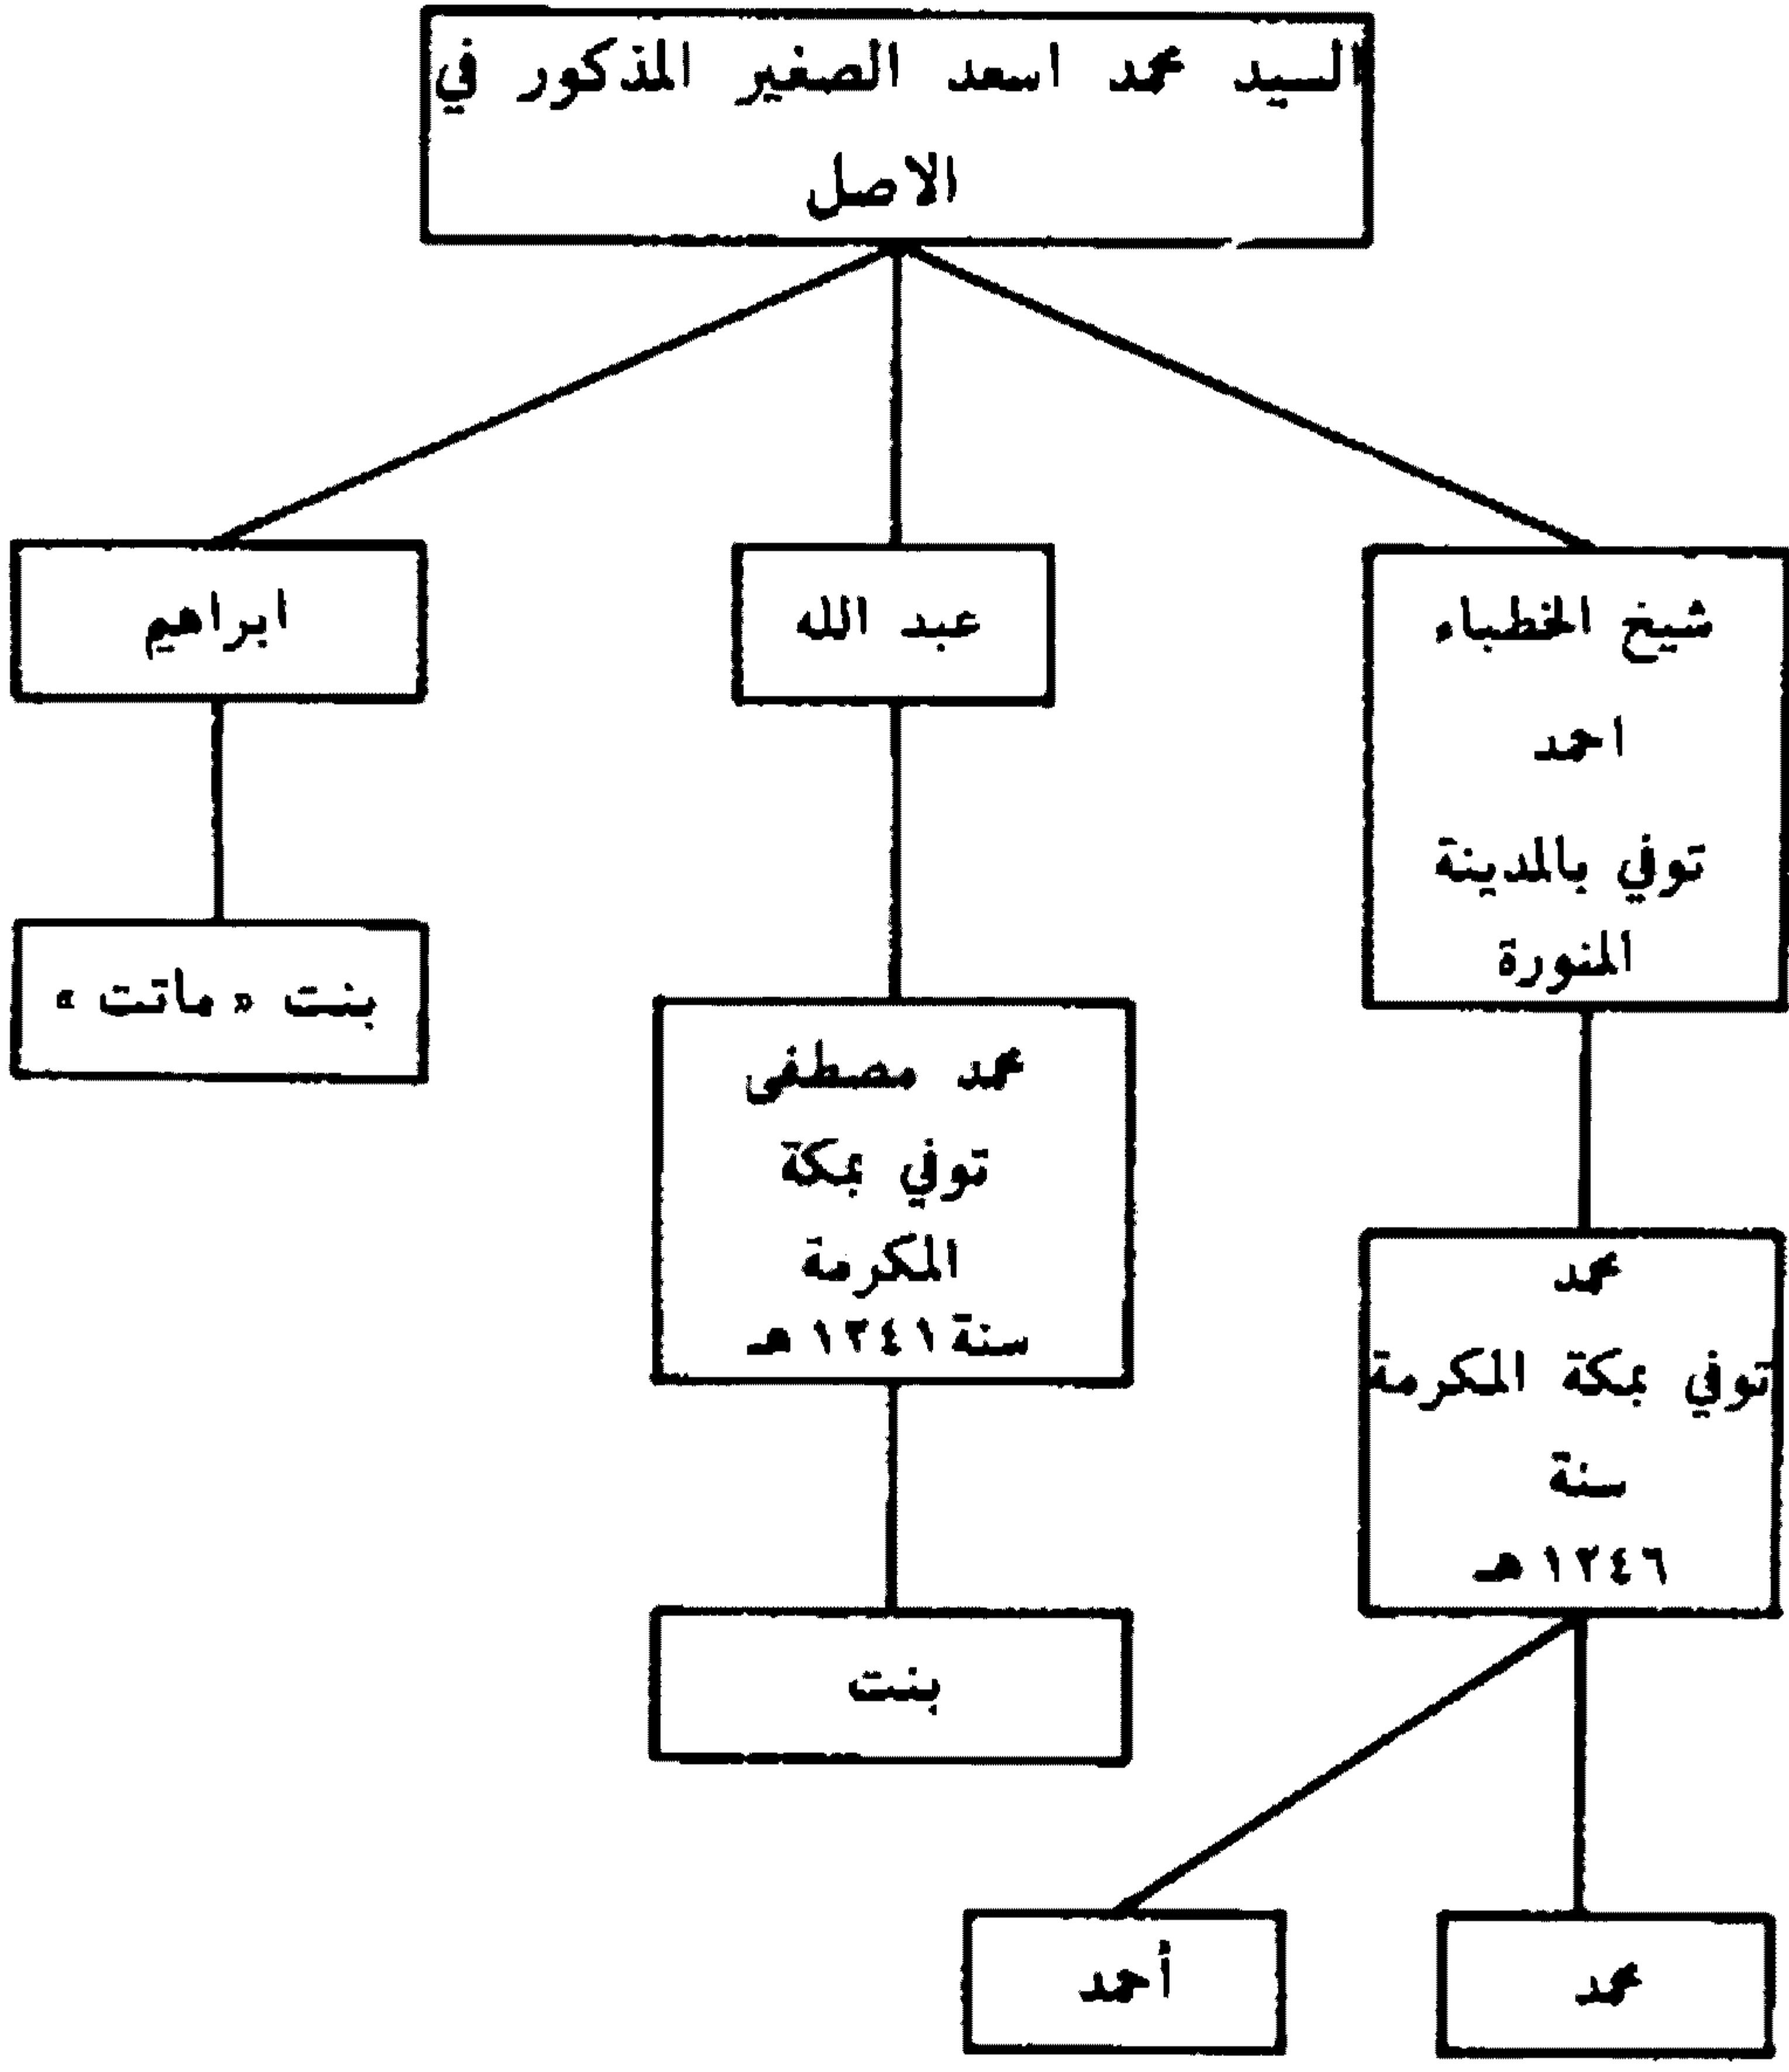 السيد محمد اسعد الصغير المذكور في
الاصل
شيخ الخطباء
احمد
توفي بالمدينة
المنورة
عبد الله
ابراهيم
بنت « ماتت »
محمد مصطفى
توفي بمكة
المكرمة
سنة ١٢٤١ هـ
محمد
توفي بمكة المكرمة
سنة
١٢٤٦ هـ
بنت
محمد
أحمد